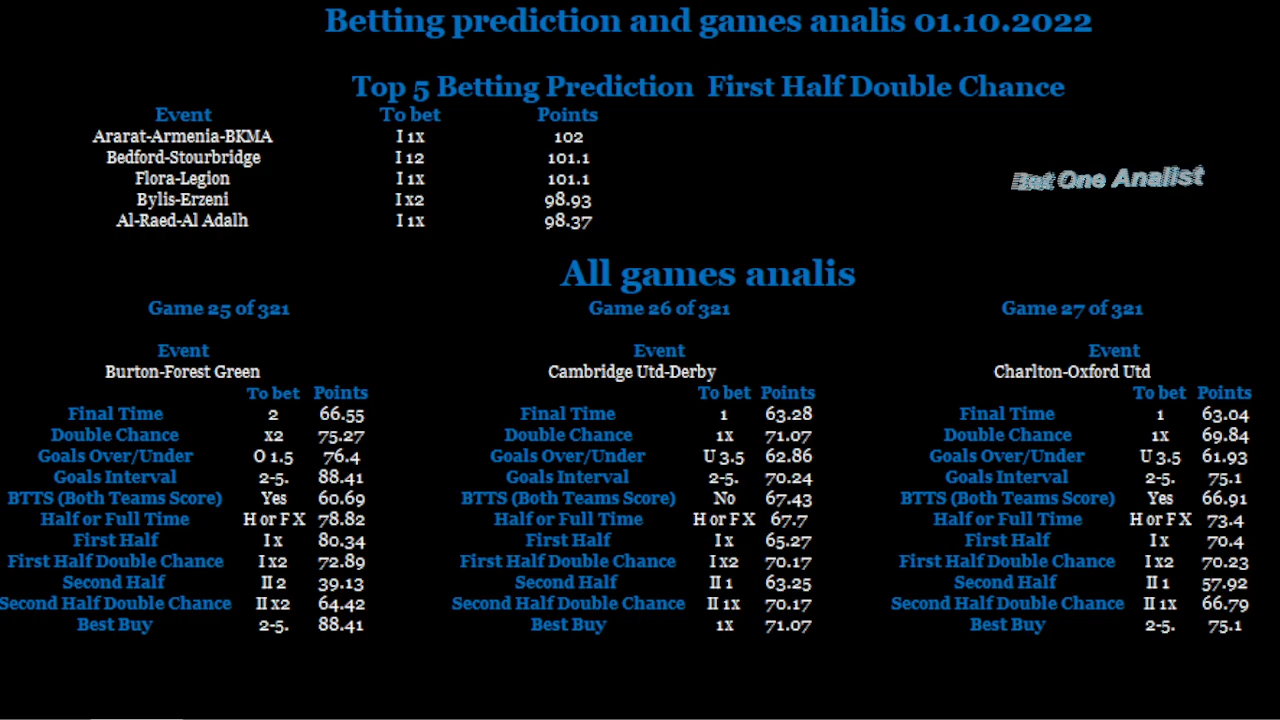 Betting prediction and games analis 01.10.2022
Top 5 Betting Prediction First Half Double Chance
Event To bet Points
Ararat-Armenia-BKMA I 1x 102
Bedford-Stourbridge I 12 101.1
Flora-Legion I 1x 101.1
Bylis-Erzeni I x2 98.93
Al-Raed-Al Adalh I 1x 98.37
Bet One Analist
All games analis
Game 25 of 321 Game 26 of 321 Game 27 of 321
Event Event Event
Burton-Forest Green Cambridge Utd-Derby Charlton-Oxford Utd
To bet Points To bet Points To bet Points
Final Time 2 66.55 Final Time 1 63.28 Final Time 1 63.04
Double Chance x2 75.27 Double Chance 1x 71.07 Double Chance 1x 69.84
Goals Over/Under O 1.5 76.4 Goals Over/Under U 3.5 62.86 Goals Over/Under U 3.5 61.93
Goals Interval 2-5. 88.41 Goals Interval 2-5. 70.24 Goals Interval 2-5. 75.1
BTTS (Both Teams Score) Yes 60.69 BTTS (Both Teams Score) No 67.43 BTTS (Both Teams Score) Yes 66.91
Half or Full Time H or F X 78.82 Half or Full Time H or F X 67.7 Half or Full Time H or F X 73.4
First Half I x 80.34 First Half I x 65.27 First Half I x 70.4
First Half Double Chance I x2 72.89 First Half Double Chance I x2 70.17 First Half Double Chance I x2 70.23
Second Half II 2 39.13 Second Half II 1 63.25 Second Half II 1 57.92
Second Half Double Chance II x2 64.42 Second Half Double Chance II 1x 70.17 Second Half Double Chance II 1x 66.79
Best Buy 2-5. 88.41 Best Buy 1x 71.07 Best Buy 2-5. 75.1